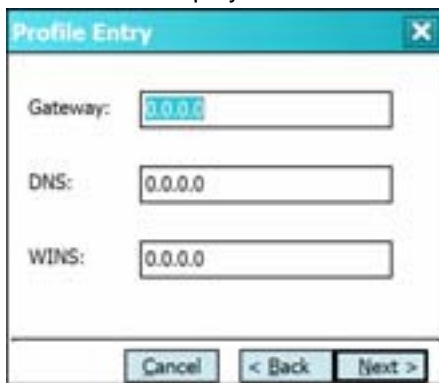 Profile Entry
Gateway: 0.0.0.0
DNS: 0.0.0.0
WINS: 0.0.0.0
Cancel < Back Next >